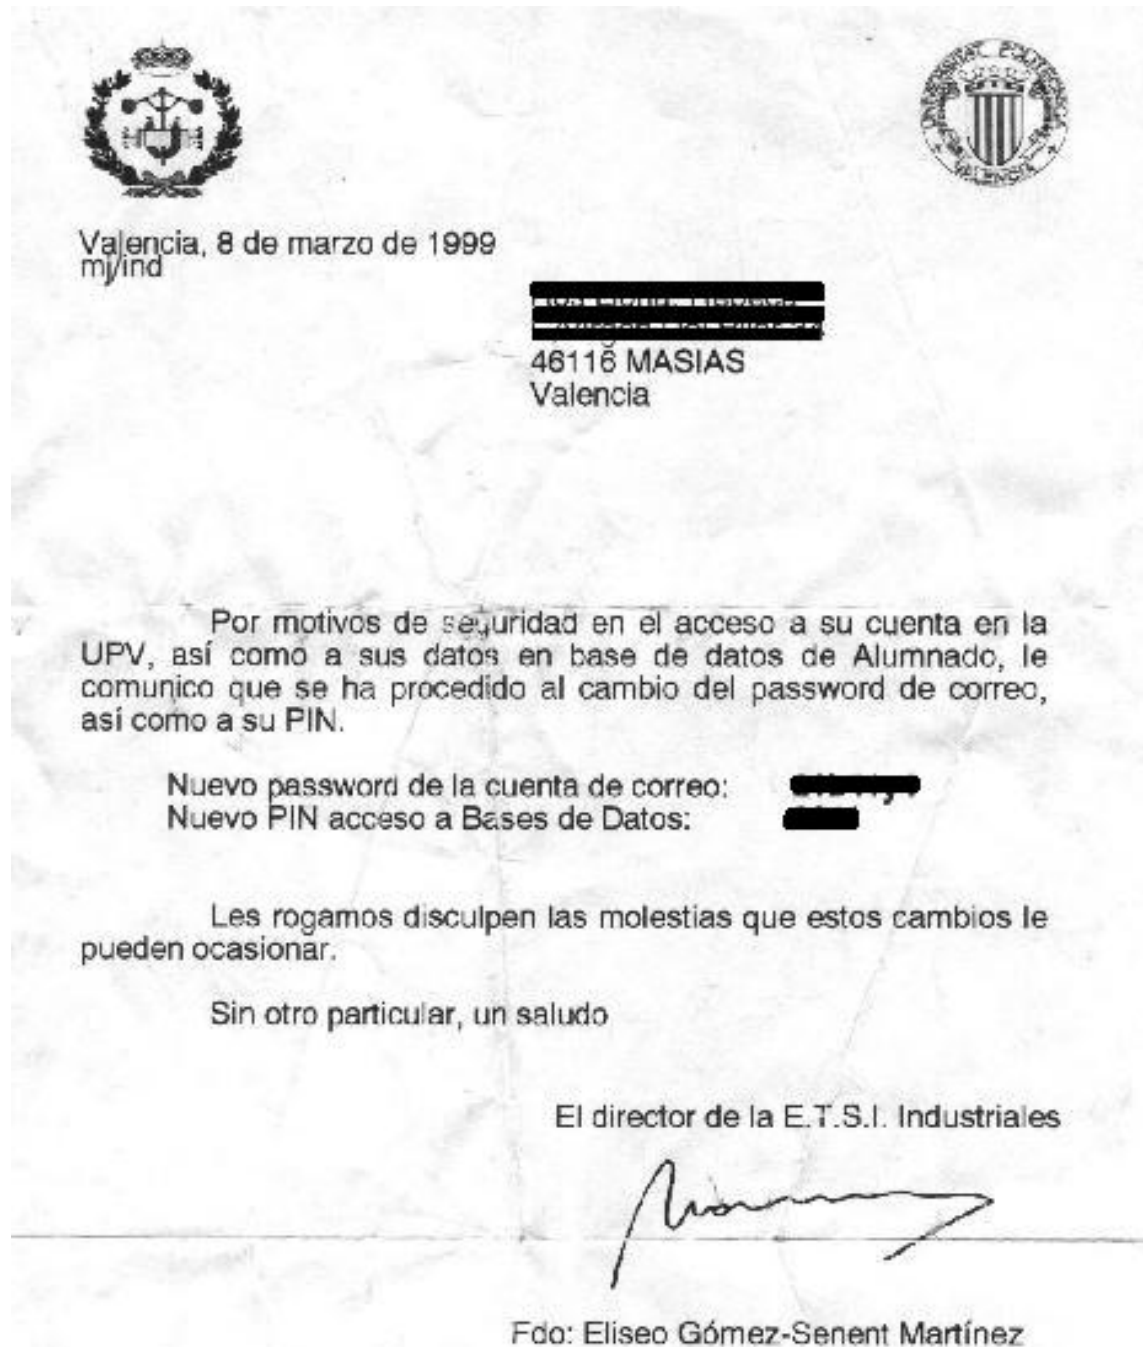 UNIVERSITAT POLITECNICA
VALENCIA
Valencia, 8 de marzo de 1999
mj/ind
46116 MASIAS
Valencia
Por motivos de seguridad en el acceso a su cuenta en la
UPV, así como a sus datos en base de datos de Alumnado, le
comunico que se ha procedido al cambio del password de correo,
así como a su PIN.
Nuevo password de la cuenta de correo:
Nuevo PIN acceso a Bases de Datos:
Les rogamos disculpen las molestias que estos cambios le
pueden ocasionar.
Sin otro particular, un saludo
El director de la E.T.S.I. Industriales
Fdo: Eliseo Gómez-Senent Martínez